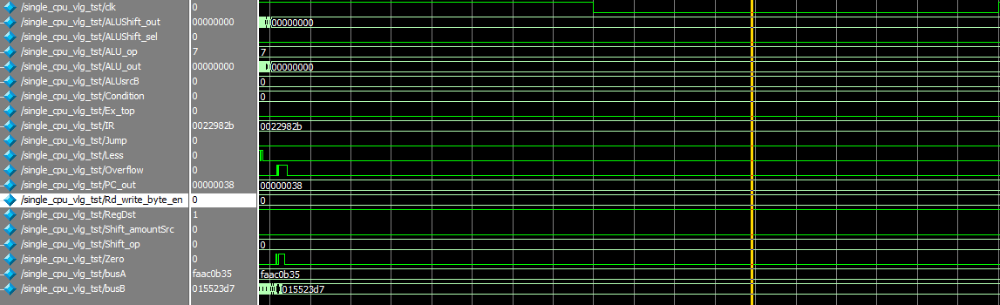 /single_cpu_vlg_tst/clk 0
/single_cpu_vlg_tst/ALUShift_out 00000000 00000000
/single_cpu_vlg_tst/ALUShift_sel 0
/single_cpu_vlg_tst/ALU_op 7 7
/single_cpu_vlg_tst/ALU_out 00000000 00000000
/single_cpu_vlg_tst/ALUsrcB 0 0
/single_cpu_vlg_tst/Condition 0 0
/single_cpu_vlg_tst/Ex_top 0
/single_cpu_vlg_tst/IR 0022982b 0022982b
/single_cpu_vlg_tst/Jump 0
/single_cpu_vlg_tst/Less 0
/single_cpu_vlg_tst/Overflow 0
/single_cpu_vlg_tst/PC_out 00000038 00000038
/single_cpu_vlg_tst/Rd_write_byte_en 0 0
/single_cpu_vlg_tst/RegDst 1
/single_cpu_vlg_tst/Shift_amountSrc 0
/single_cpu_vlg_tst/Shift_op 0 0
/single_cpu_vlg_tst/Zero 0
/single_cpu_vlg_tst/busA faac0b35 faac0b35
/single_cpu_vlg_tst/busB 015523d7 015523d7